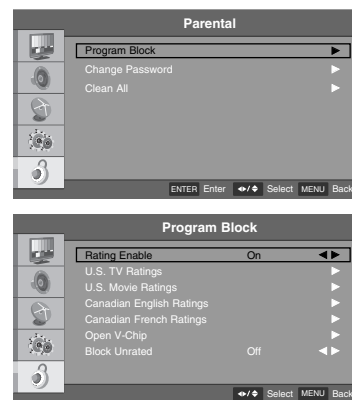 Parental
Program Block ▶
Change Password ▶
Clean All ▶
ENTER Enter ◂▸/▴▾ Select MENU Back
Program Block
Rating Enable On ◀▶
U.S. TV Ratings ▶
U.S. Movie Ratings ▶
Canadian English Ratings ▶
Canadian French Ratings ▶
Open V-Chip ▶
Block Unrated Off ◀▶
◂▸/▴▾ Select MENU Back